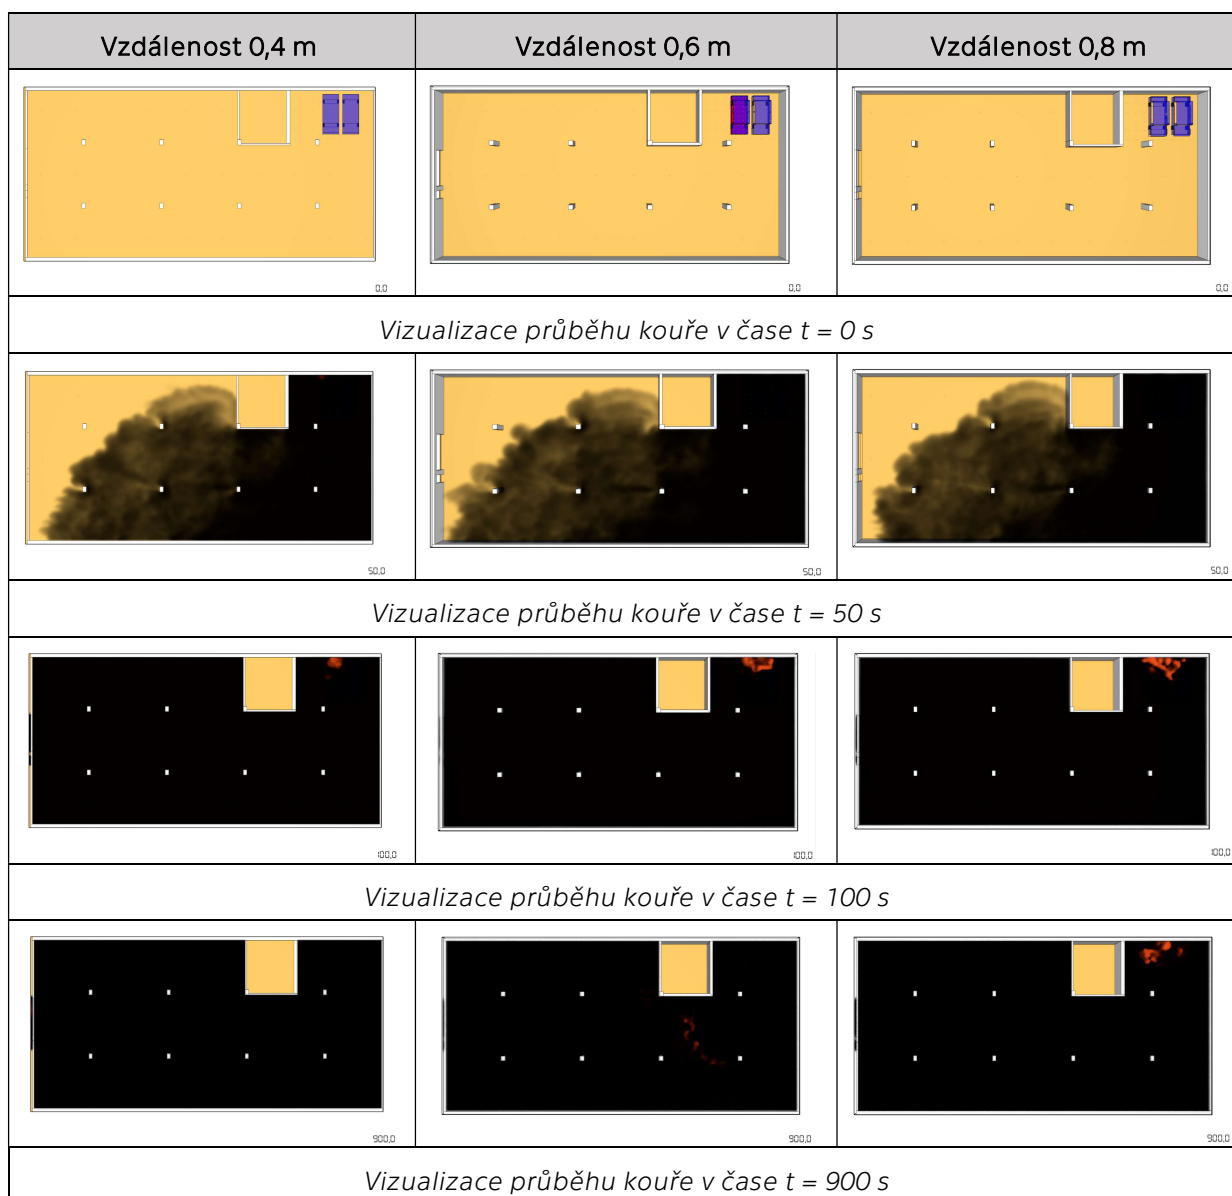 Vzdálenost 0,4 m
Vzdálenost 0,6 m
Vzdálenost 0,8 m
0,0
0,0
0,0
Vizualizace průběhu kouře v čase t = 0 s
50,0
50,0
50,0
Vizualizace průběhu kouře v čase t = 50 s
100,0
100,0
100,0
Vizualizace průběhu kouře v čase t = 100 s
900,0
900,0
900,0
Vizualizace průběhu kouře v čase t = 900 s